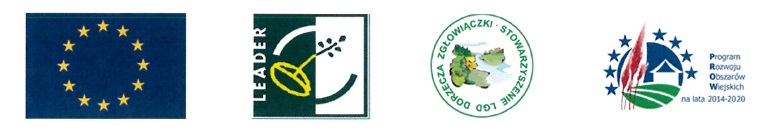 LEADER
STOWARZYSZENIE LGD DORZECZA ZGŁOWIĄCZKI ·
Program
Rozwoju
Obszarów
Wiejskich
na lata 2014-2020